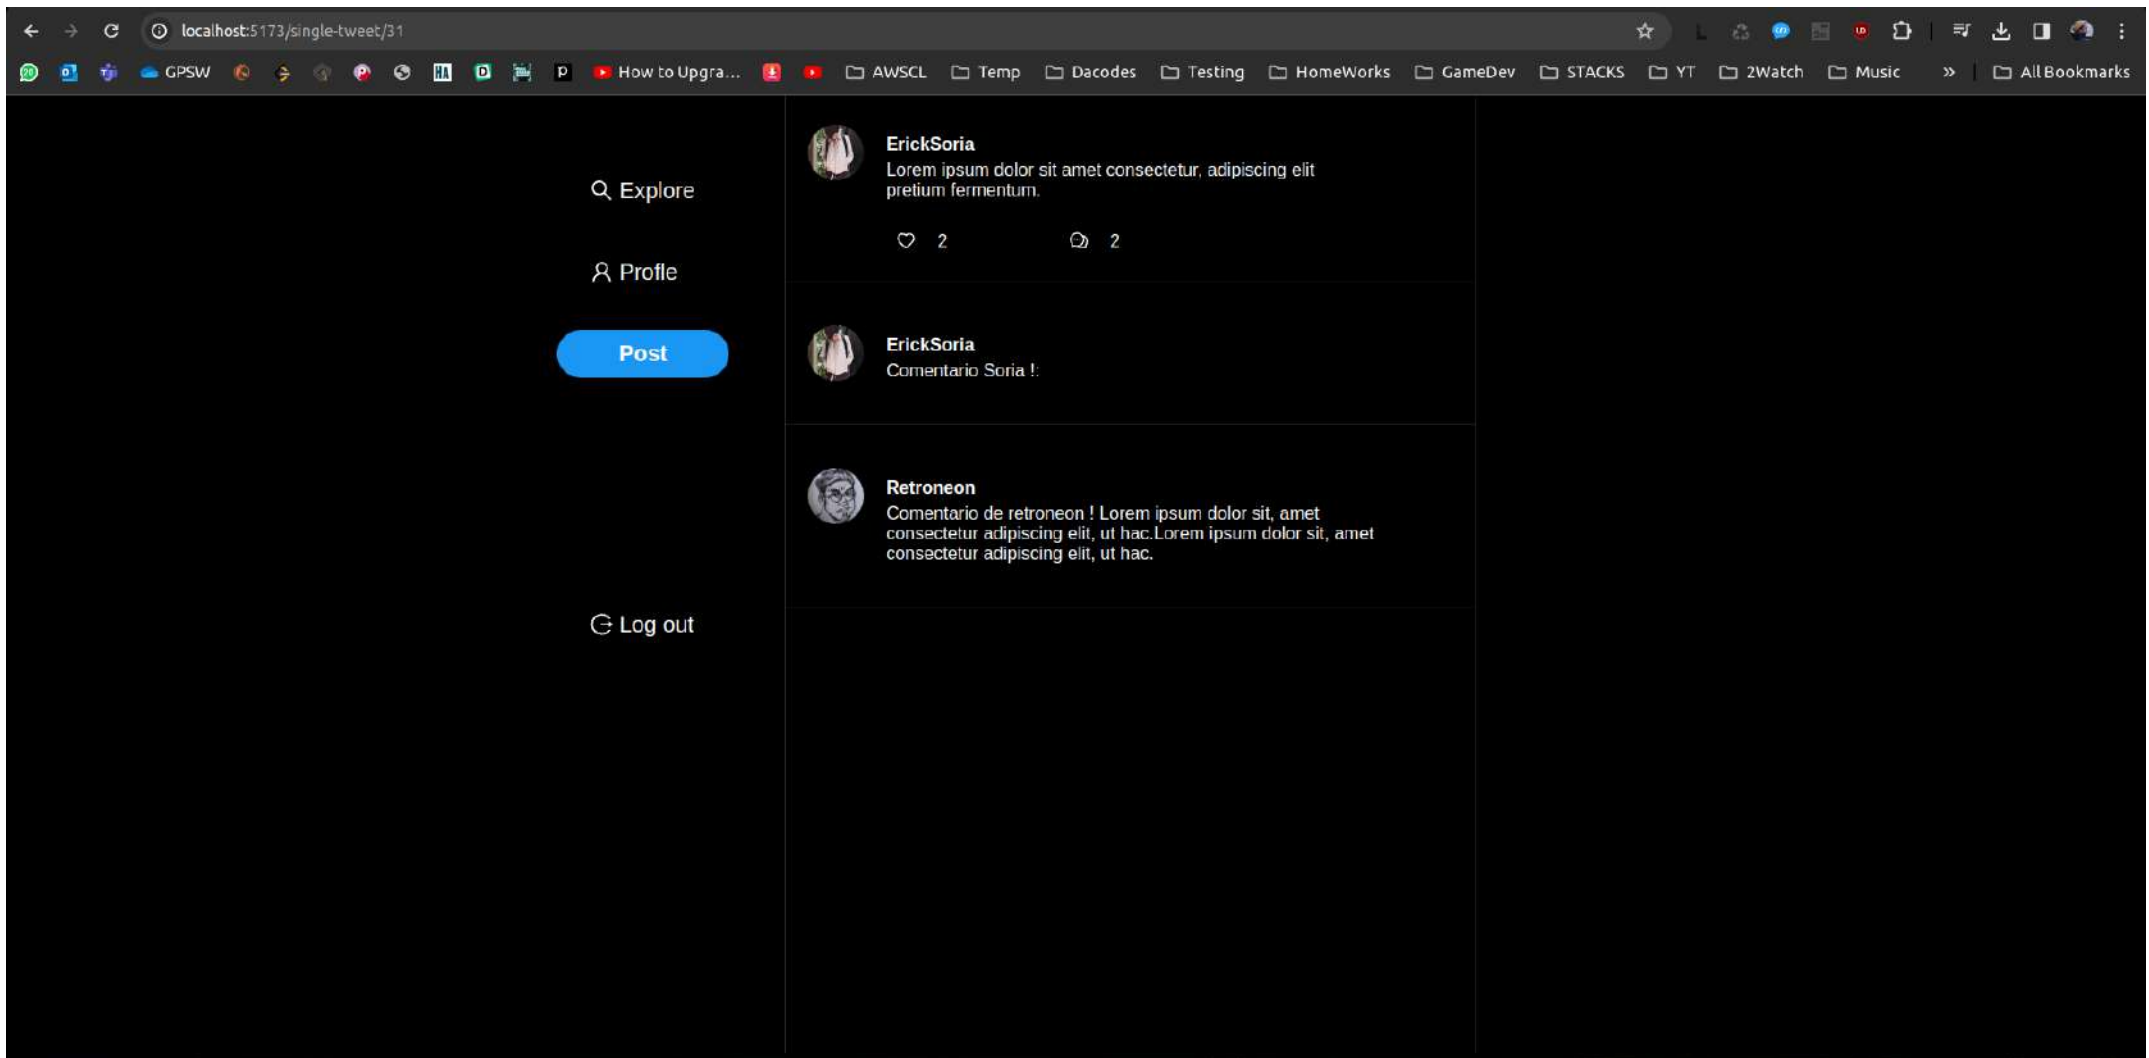 localhost:5173/single-tweet/31
GPSW
HA
D
p
How to Upgra...
AWSCL
Temp
Dacodes
Testing
HomeWorks
GameDev
STACKS
YT
2Watch
Music
»
All Bookmarks
Explore
Profle
Post
Log out
ErickSoria
Lorem ipsum dolor sit amet consectetur, adipiscing elit
pretium fermentum.
2 2
ErickSoria
Comentario Soria !:
Retroneon
Comentario de retroneon ! Lorem ipsum dolor sit, amet
consectetur adipiscing elit, ut hac.Lorem ipsum dolor sit, amet
consectetur adipiscing elit, ut hac.